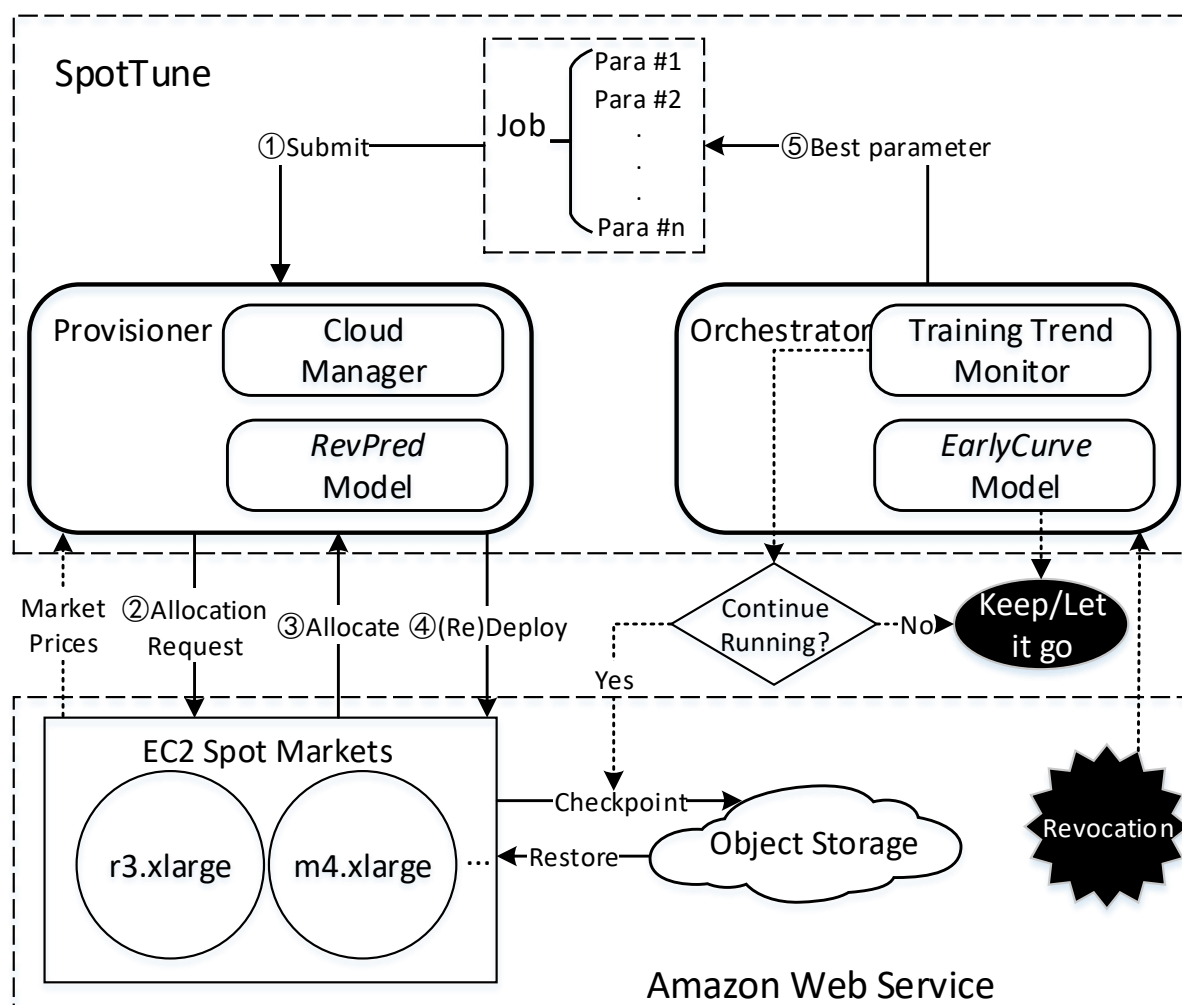 SpotTune
Job
Para #1
Para #2
.
.
.
Para #n
①Submit
⑤Best parameter
Provisioner
Cloud
Manager
RevPred
Model
Orchestrator
Training Trend
Monitor
EarlyCurve
Model
Market
Prices
②Allocation
Request
③Allocate
④(Re)Deploy
Continue
Running?
No
Keep/Let
it go
Yes
EC2 Spot Markets
r3.xlarge
m4.xlarge
...
Checkpoint
Restore
Object Storage
Revocation
Amazon Web Service